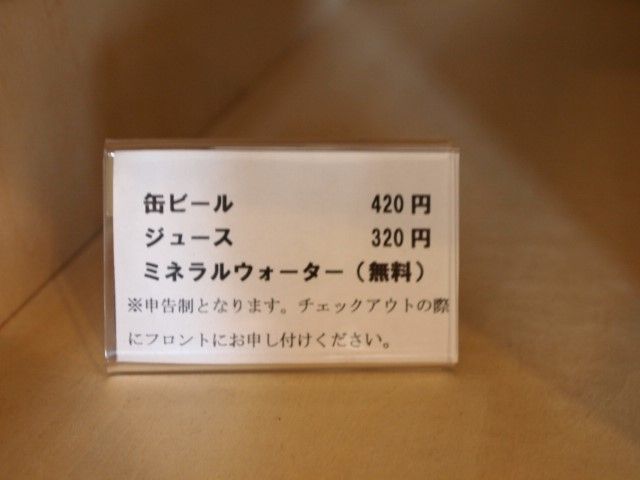 缶ビール 420円
ジュース 320円
ミネラルウォーター（無料）
※申告制となります。チェックアウトの際
にフロントにお申し付けください。